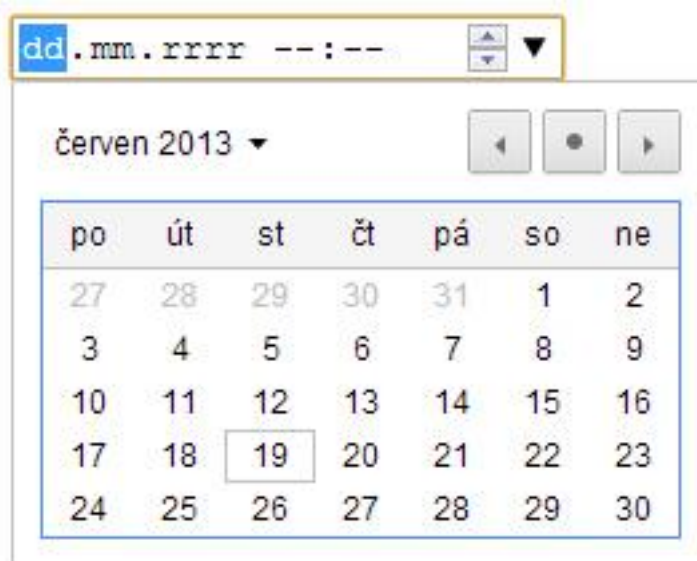 dd.mm.rrrr --:--
červen 2013
po út st čt pá so ne
27 28 29 30 31 1 2
3 4 5 6 7 8 9
10 11 12 13 14 15 16
17 18 19 20 21 22 23
24 25 26 27 28 29 30